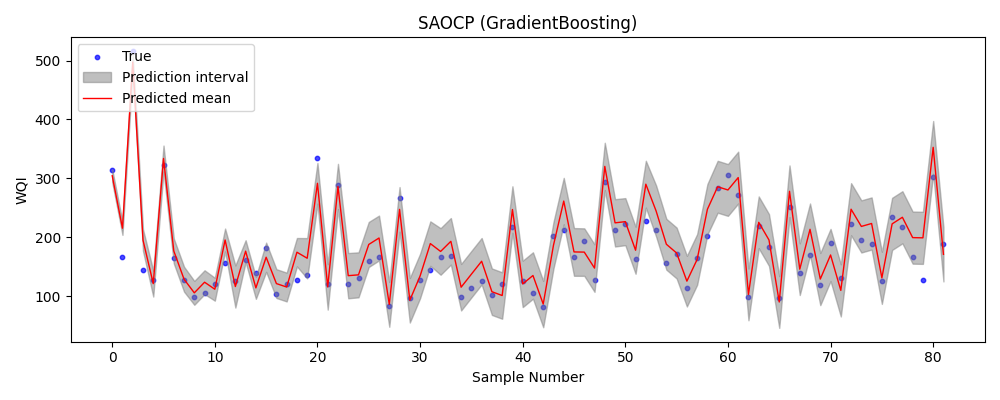 SAOCP (GradientBoosting)
True
Prediction interval
Predicted mean
500
400
300
200
100
WQI
0 10 20 30 40 50 60 70 80
Sample Number